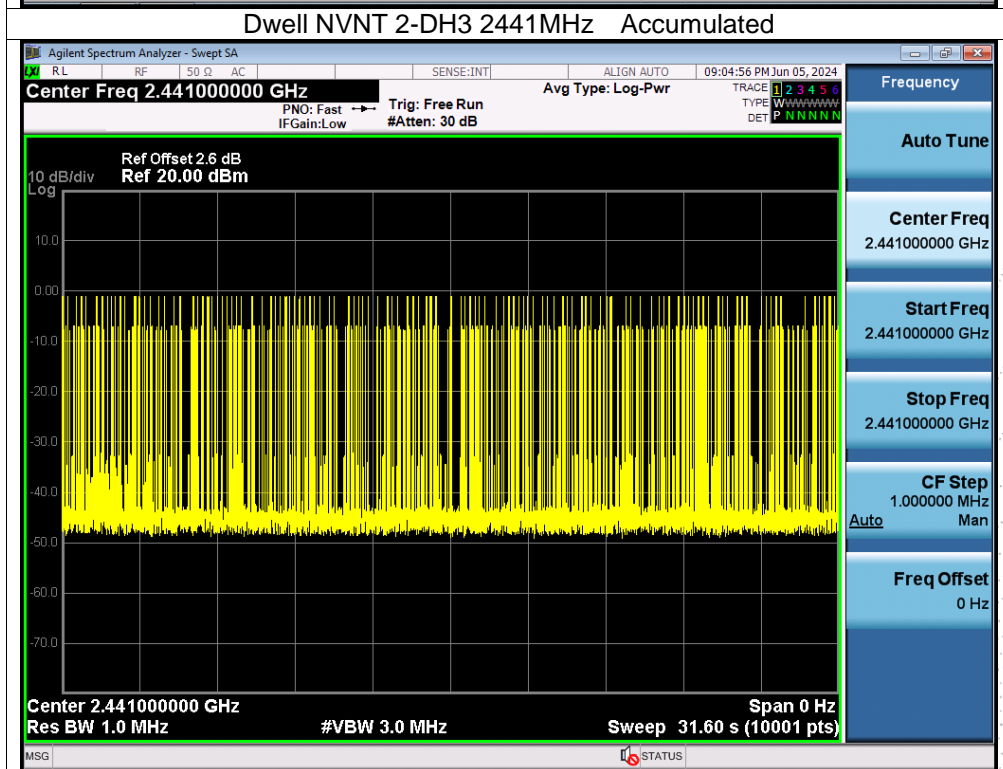 Dwell NVNT 2-DH3 2441MHz Accumulated
Agilent Spectrum Analyzer - Swept SA
LXI RL RF 50 Ω AC SENSE:INT ALIGN AUTO 09:04:56 PM Jun 05, 2024
Center Freq 2.441000000 GHz
PNO: Fast
IFGain:Low
Trig: Free Run
#Atten: 30 dB
Avg Type: Log-Pwr
TRACE 1 2 3 4 5 6
TYPE WWWWWW
DET P N N N N N
Frequency
Auto Tune
Center Freq
2.441000000 GHz
Start Freq
2.441000000 GHz
Stop Freq
2.441000000 GHz
CF Step
1.000000 MHz
Auto Man
Freq Offset
0 Hz
Ref Offset 2.6 dB
10 dB/div Ref 20.00 dBm
Log
10.0
0.00
-10.0
-20.0
-30.0
-40.0
-50.0
-60.0
-70.0
Center 2.441000000 GHz Span 0 Hz
Res BW 1.0 MHz #VBW 3.0 MHz Sweep 31.60 s (10001 pts)
MSG STATUS